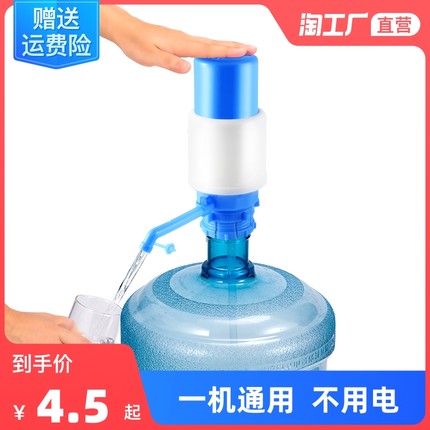 赠送
运费险
淘工厂 直营
到手价
¥ 4.5 起
一机通用 不用电